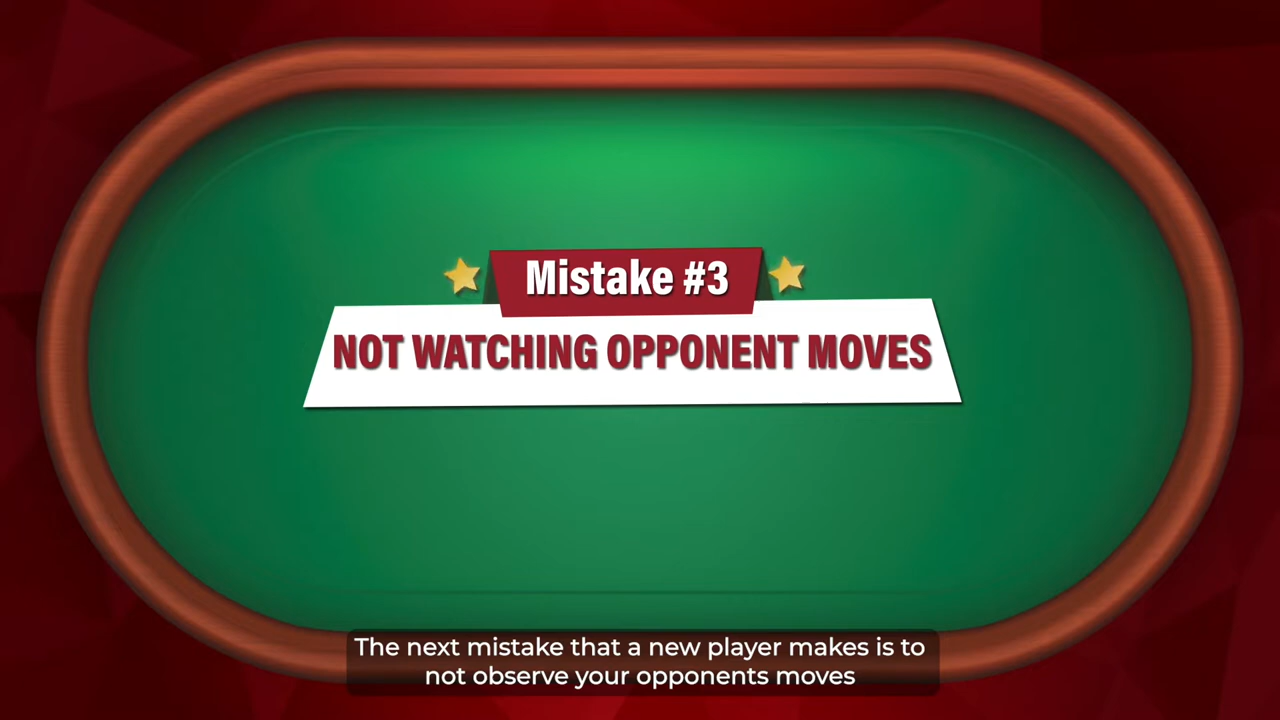 Mistake #3
NOT WATCHING OPPONENT MOVES
The next mistake that a new player makes is to
not observe your opponents moves